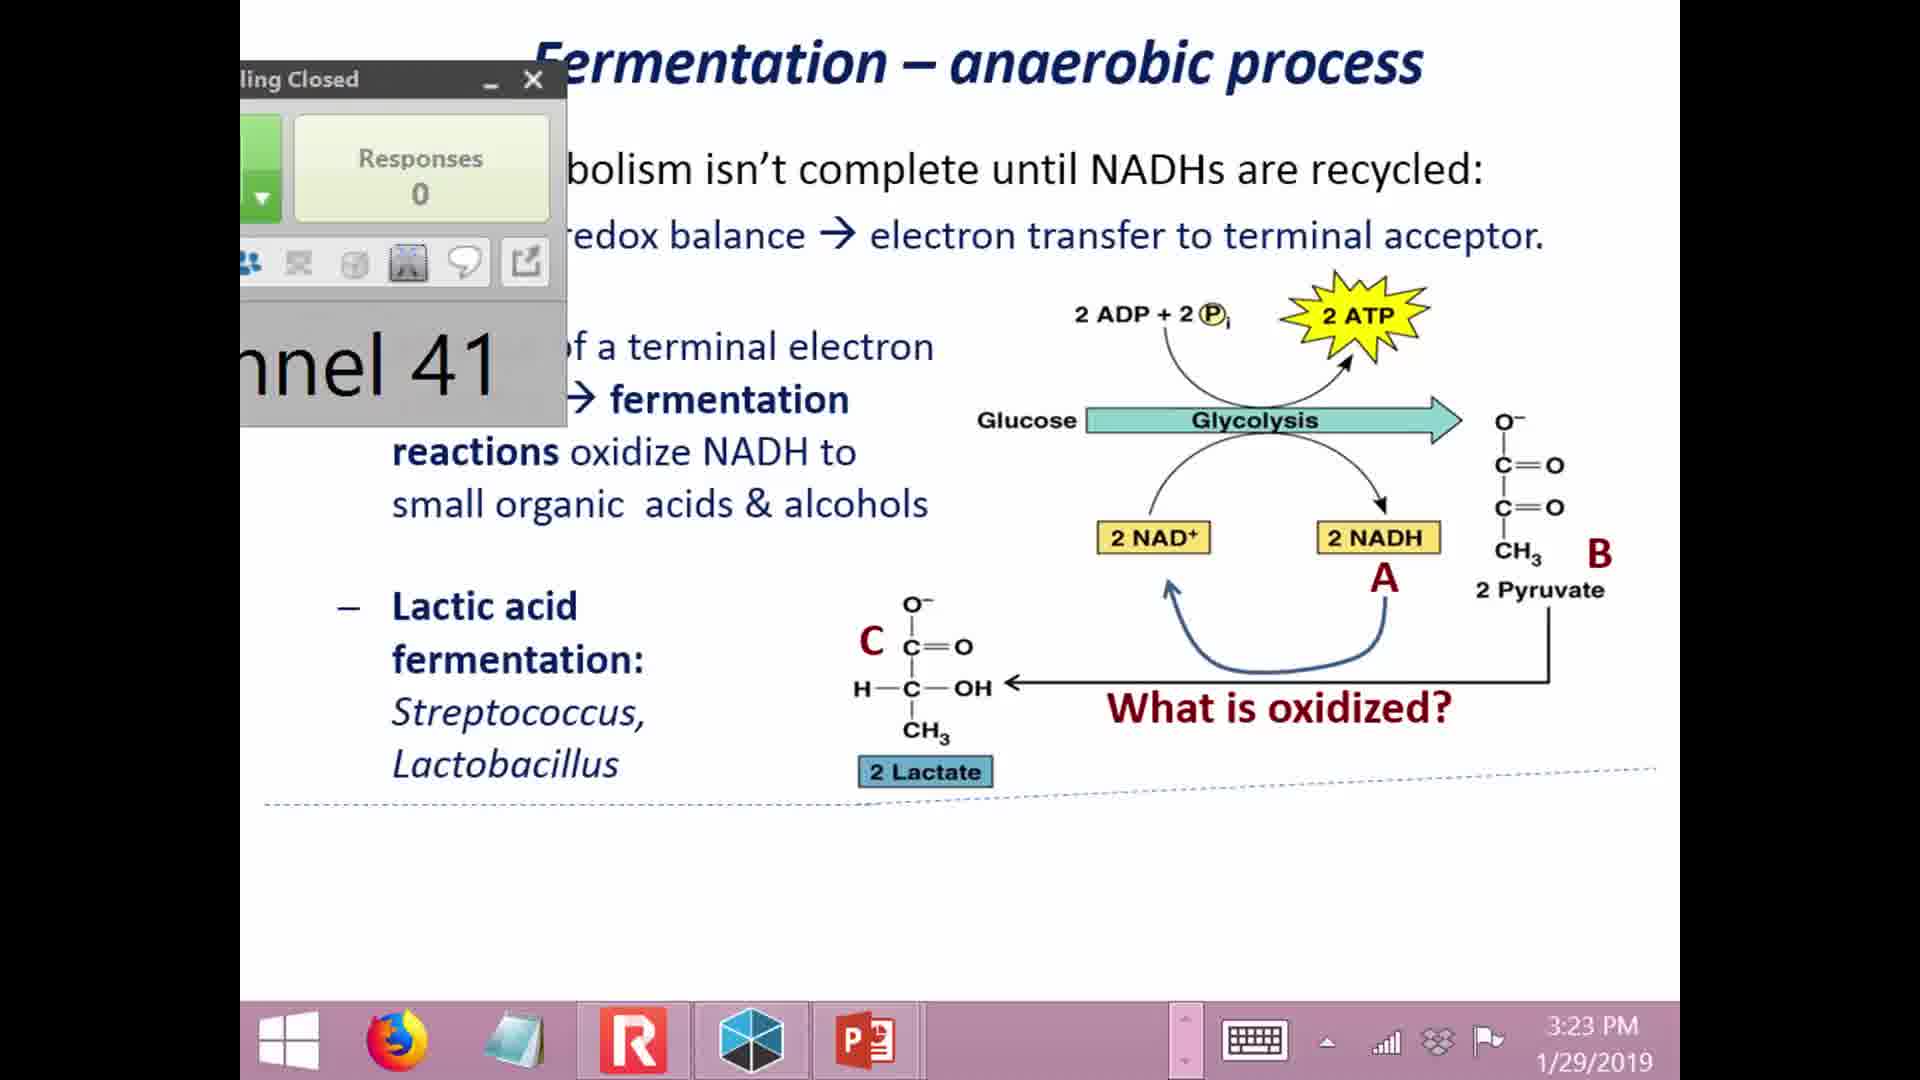 Fermentation – anaerobic process
ling Closed
Responses
0
nnel 41
bolism isn't complete until NADHs are recycled:
redox balance → electron transfer to terminal acceptor.
of a terminal electron
→ fermentation
reactions oxidize NADH to
small organic acids & alcohols
– Lactic acid
fermentation:
Streptococcus,
Lactobacillus
2 ADP + 2 Pi
2 ATP
Glucose
Glycolysis
2 NAD⁺
2 NADH
A
O⁻
C=O
C=O
CH₃
B
2 Pyruvate
O⁻
C
C=O
H–C–OH
CH₃
2 Lactate
What is oxidized?
3:23 PM
1/29/2019